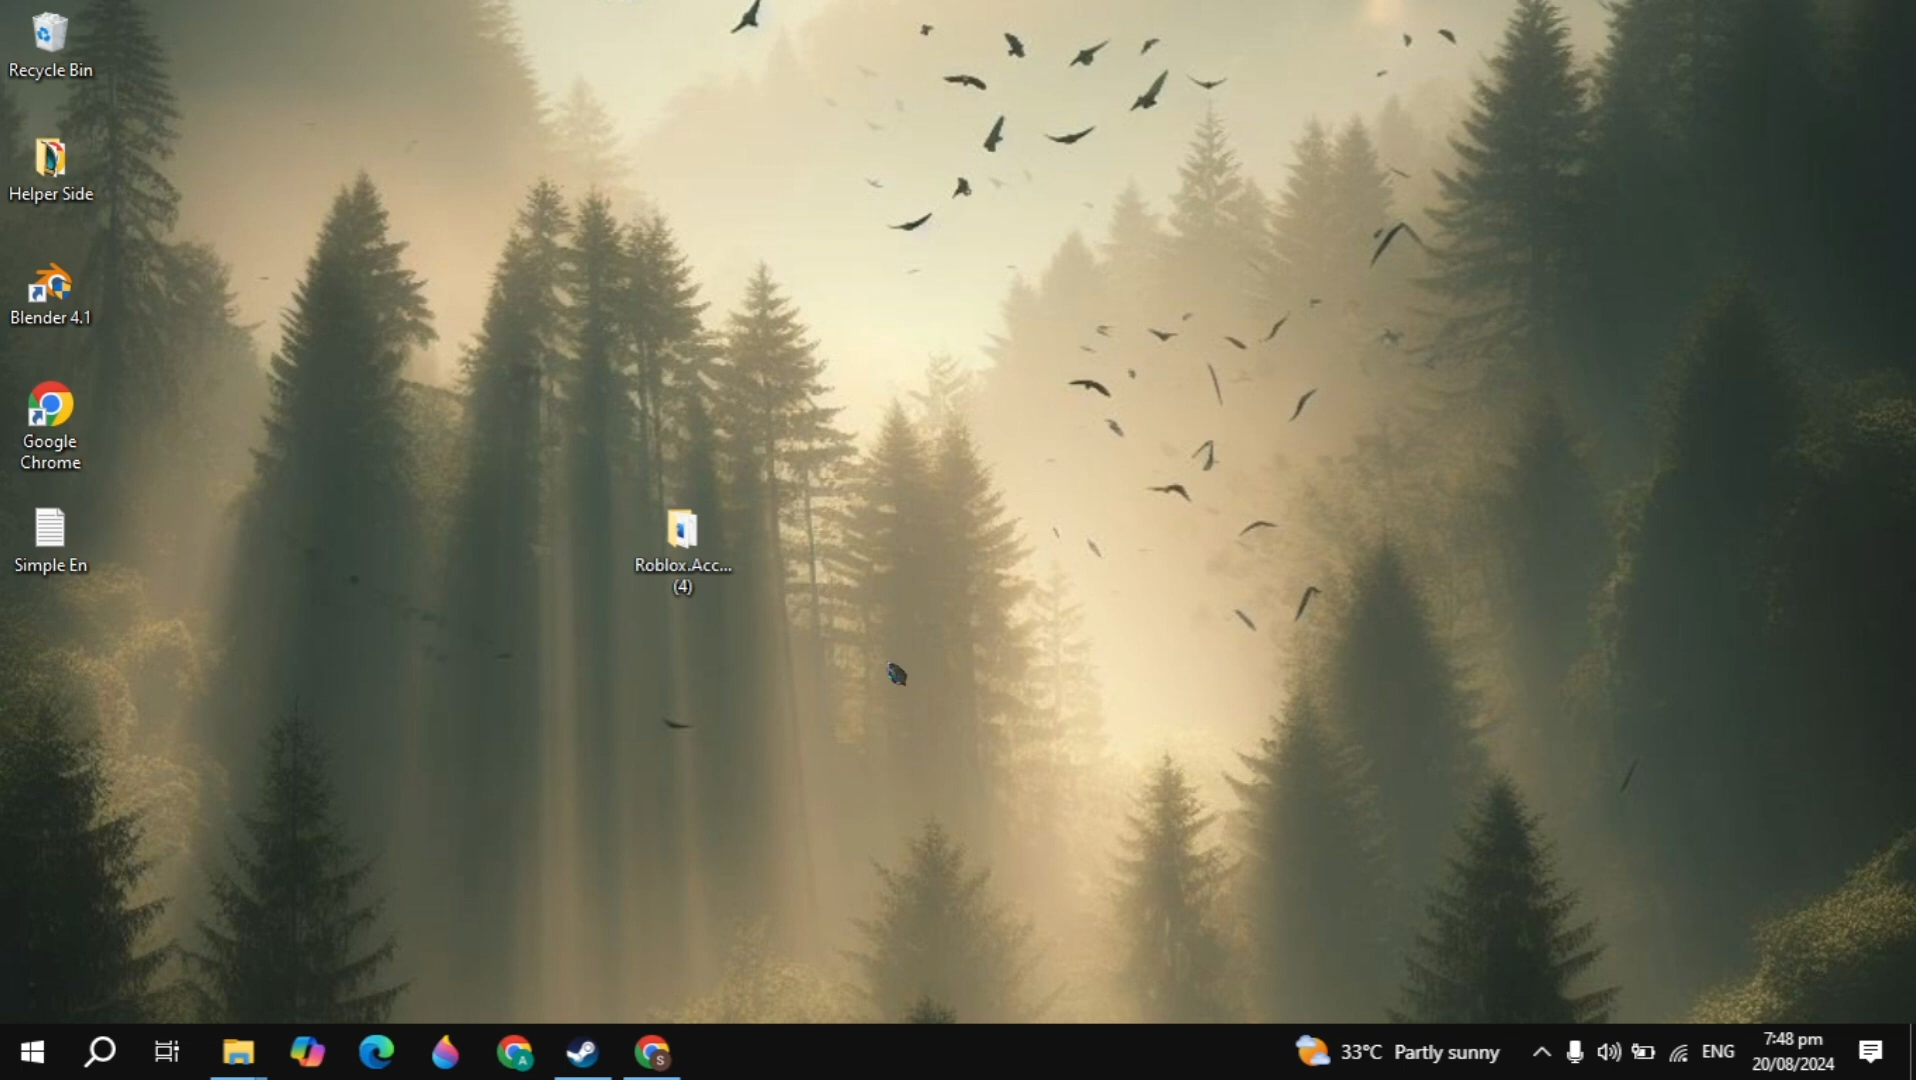 Recycle Bin
Helper Side
Blender 4.1
Google
Chrome
Simple En
Roblox.Acc...
(4)
A
S
33°C Partly sunny
ENG
7:48 pm
20/08/2024